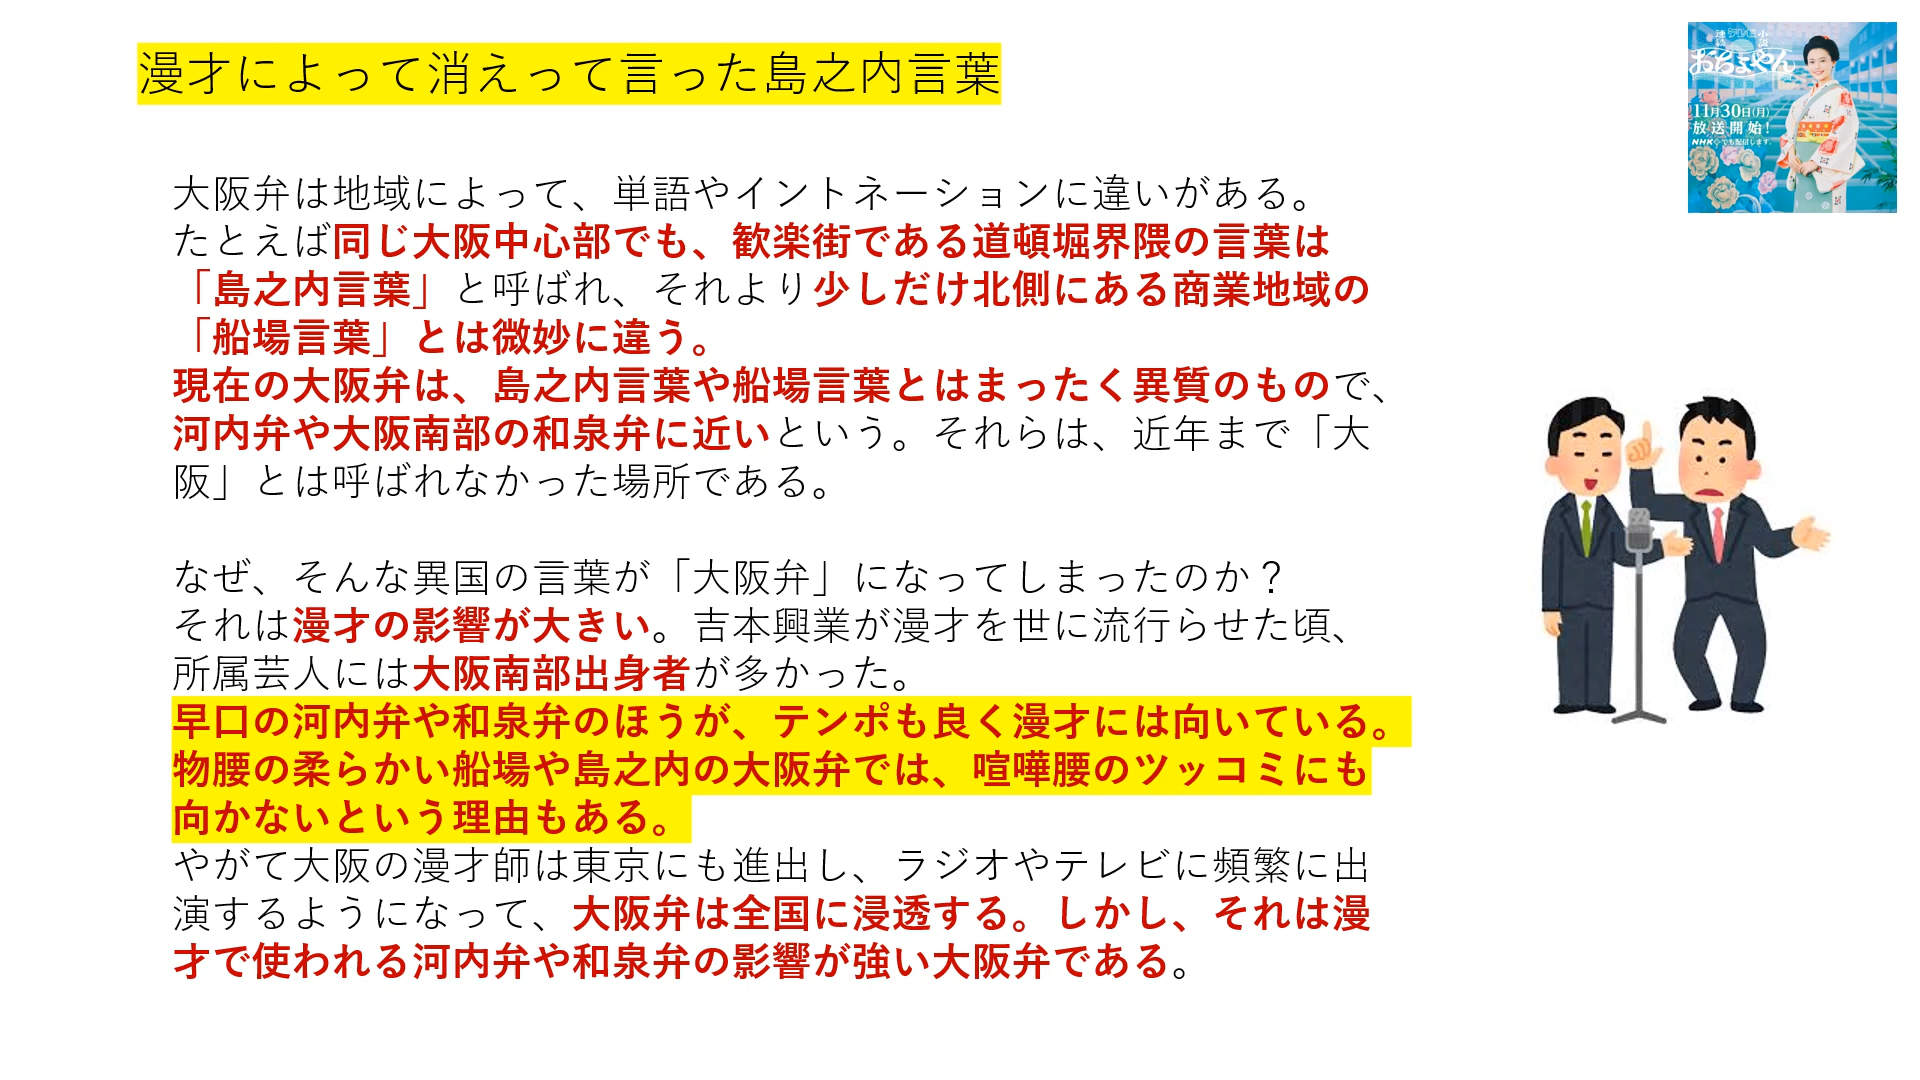 漫才によって消えって言った島之内言葉
連続テレビ小説
おちょやん
11月30日(月)
放送開始!
NHK+でも配信します。
大阪弁は地域によって、単語やイントネーションに違いがある。
たとえば同じ大阪中心部でも、歓楽街である道頓堀界隈の言葉は
「島之内言葉」と呼ばれ、それより少しだけ北側にある商業地域の
「船場言葉」とは微妙に違う。
現在の大阪弁は、島之内言葉や船場言葉とはまったく異質のもので、
河内弁や大阪南部の和泉弁に近いという。それらは、近年まで「大
阪」とは呼ばれなかった場所である。
なぜ、そんな異国の言葉が「大阪弁」になってしまったのか？
それは漫才の影響が大きい。吉本興業が漫才を世に流行らせた頃、
所属芸人には大阪南部出身者が多かった。
早口の河内弁や和泉弁のほうが、テンポも良く漫才には向いている。
物腰の柔らかい船場や島之内の大阪弁では、喧嘩腰のツッコミにも
向かないという理由もある。
やがて大阪の漫才師は東京にも進出し、ラジオやテレビに頻繁に出
演するようになって、大阪弁は全国に浸透する。しかし、それは漫
才で使われる河内弁や和泉弁の影響が強い大阪弁である。